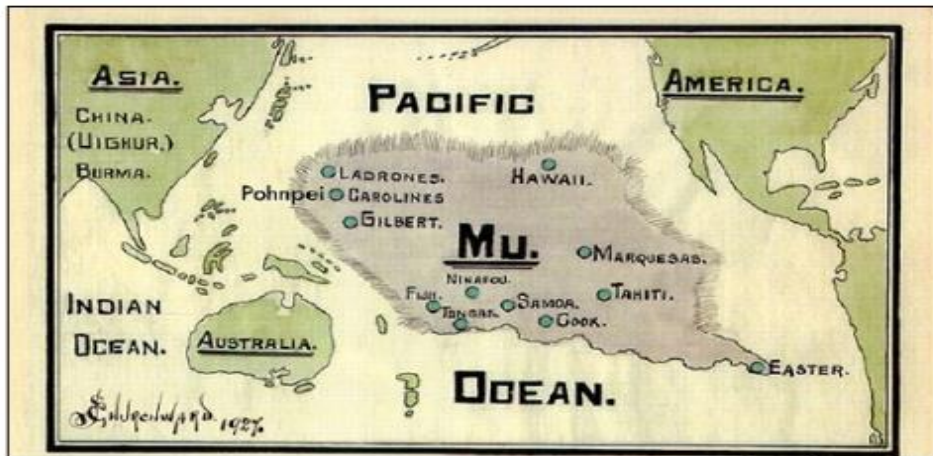 ASIA.
CHINA.
(UIGHUR.)
BURMA.
PACIFIC
AMERICA.
LADRONES.
HAWAII.
Pohnpei CAROLINES
GILBERT.
MU.
MARQUESAS.
NINAFOU.
FIJI.
SAMOA.
TAHITI.
TONGAS.
COOK.
INDIAN
OCEAN.
AUSTRALIA.
EASTER.
OCEAN.
CHURCHWARD 1927.